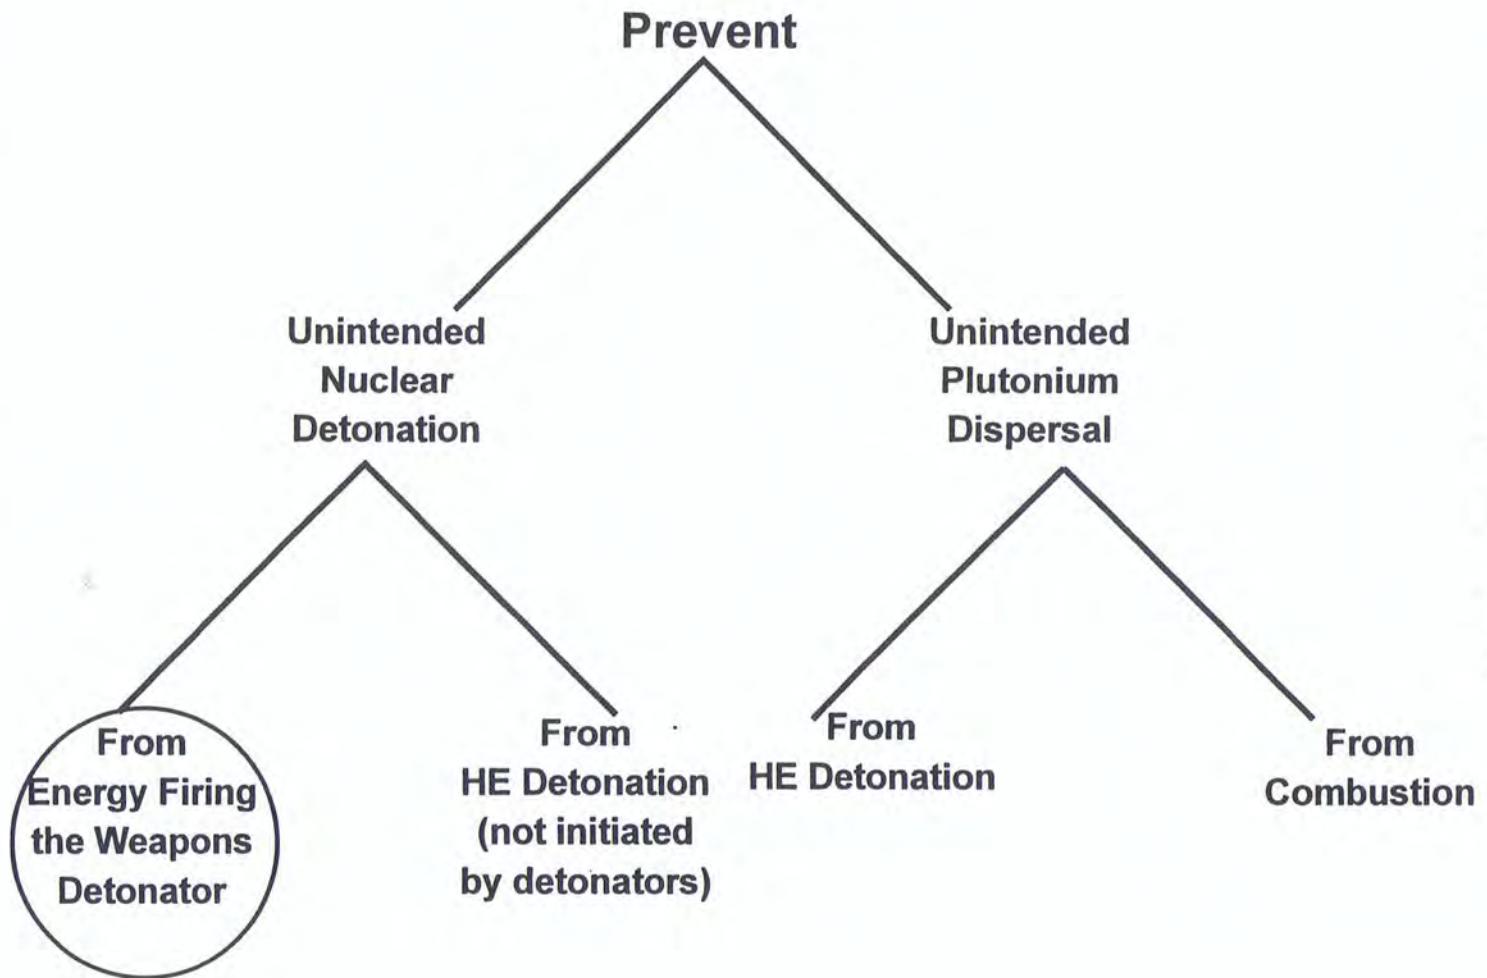 Prevent
Unintended
Nuclear
Detonation
Unintended
Plutonium
Dispersal
From
Energy Firing
the Weapons
Detonator
From
HE Detonation
(not initiated
by detonators)
From
HE Detonation
From
Combustion